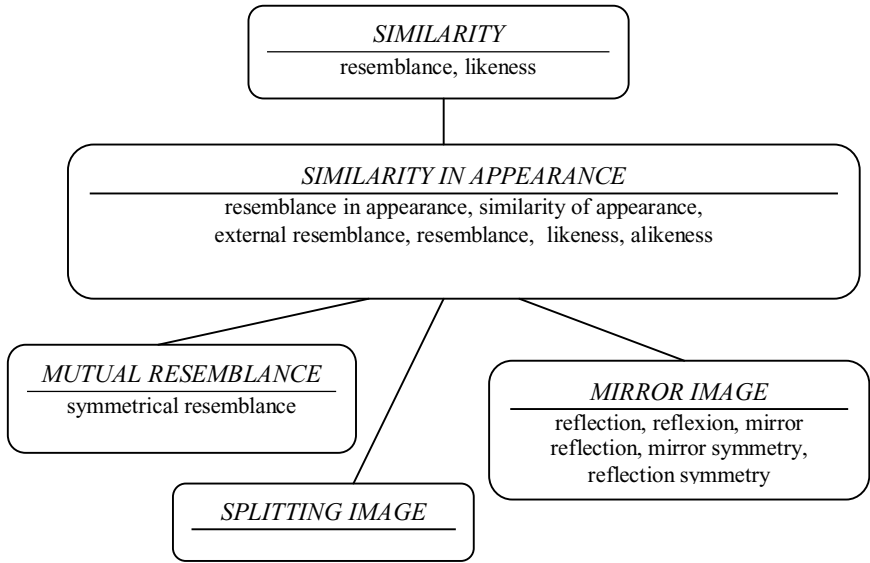 SIMILARITY
resemblance, likeness
SIMILARITY IN APPEARANCE
resemblance in appearance, similarity of appearance,
external resemblance, resemblance, likeness, alikeness
MUTUAL RESEMBLANCE
symmetrical resemblance
MIRROR IMAGE
reflection, reflexion, mirror
reflection, mirror symmetry,
reflection symmetry
SPLITTING IMAGE